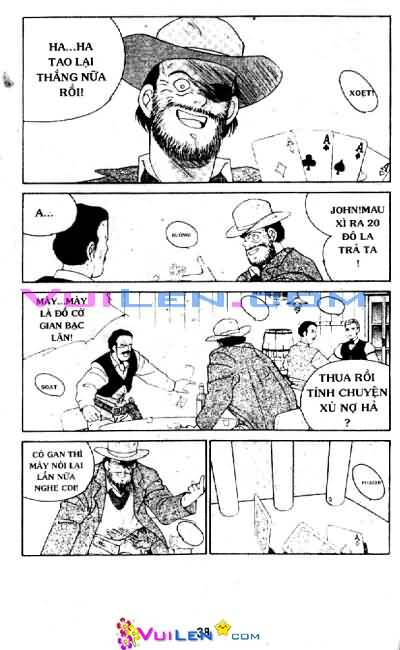 HA...HA
TAO LẠI
THẮNG NỮA
RỒI!
XOẸT!
A
A
A
A...
JOHN!MAU
XÌ RA 20
ĐÔ LA
TRẢ TA
!
VUILEN.COM
MÀY...MÀY
LÀ ĐỒ CỜ
GIAN BẠC
LẬN!
SOẠT
THUA RỒI
TÍNH CHUYỆN
XÙ NỢ HẢ
?
CÓ GAN THÌ
MÀY NÓI LẠI
LẦN NỮA
NGHE COI!
38
VUILEN.COM